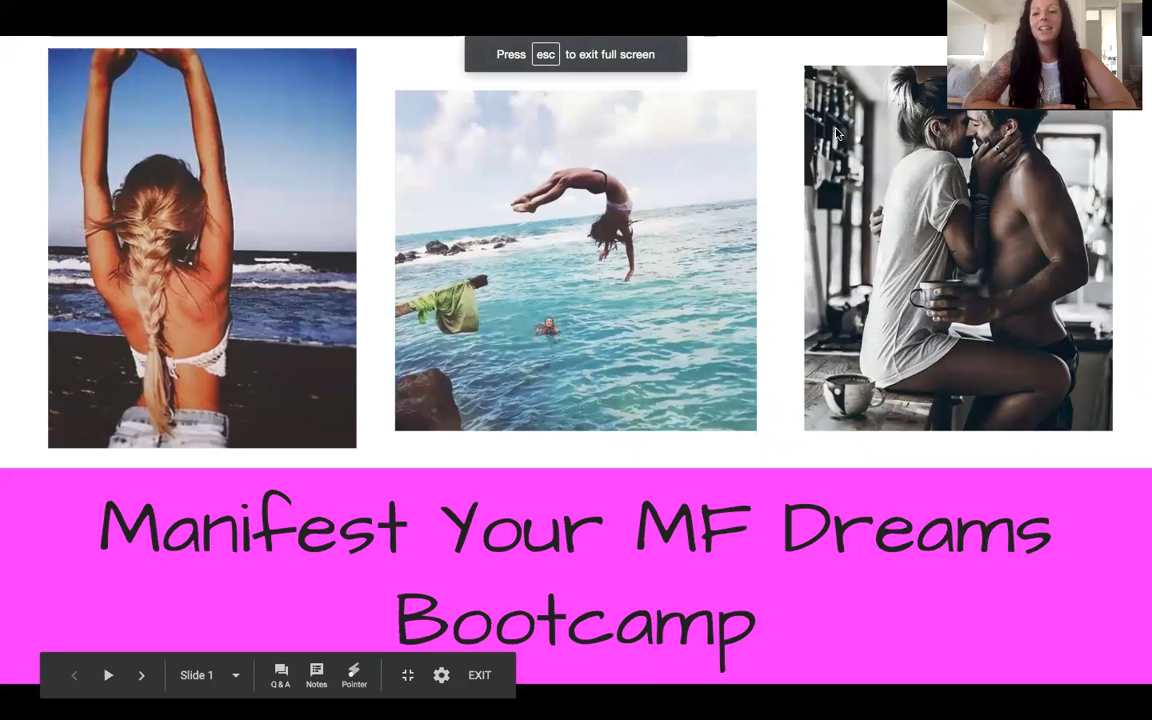 Press esc to exit full screen
Manifest Your MF Dreams
Bootcamp
Slide 1
Q & A
Notes
Pointer
EXIT